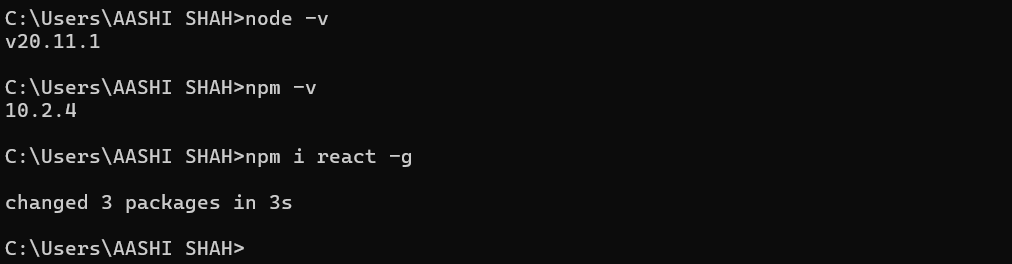 C:\Users\AASHI SHAH>node -v
v20.11.1
C:\Users\AASHI SHAH>npm -v
10.2.4
C:\Users\AASHI SHAH>npm i react -g
changed 3 packages in 3s
C:\Users\AASHI SHAH>